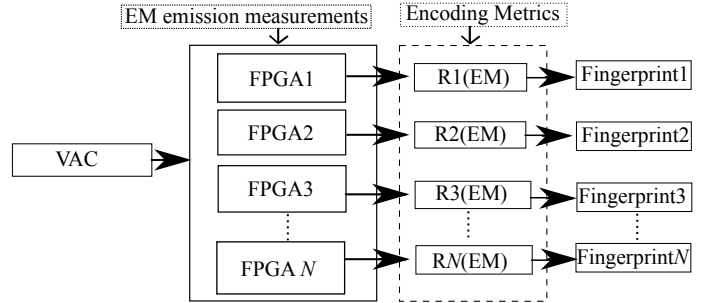 EM emission measurements
Encoding Metrics
FPGA1
R1(EM)
Fingerprint1
FPGA2
R2(EM)
Fingerprint2
VAC
FPGA3
R3(EM)
Fingerprint3
FPGA N
RN(EM)
FingerprintN